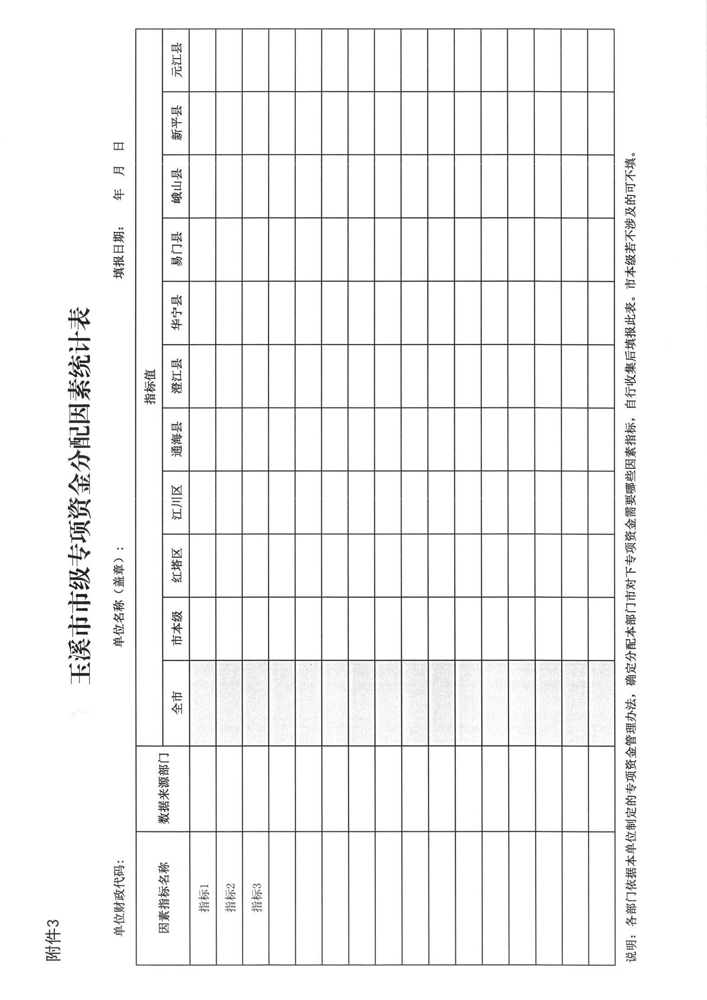 附件3
玉溪市市级专项资金分配因素统计表
单位财政代码： 单位名称（盖章）: 填报日期： 年 月 日
因素指标名称 数据来源部门 指标值
全市 市本级 红塔区 江川区 通海县 澄江县 华宁县 易门县 峨山县 新平县 元江县
指标1
指标2
指标3
说明：各部门依据本单位制定的专项资金管理办法，确定分配本部门市对下专项资金需要哪些因素指标，自行收集后填报此表。市本级若不涉及的可不填。